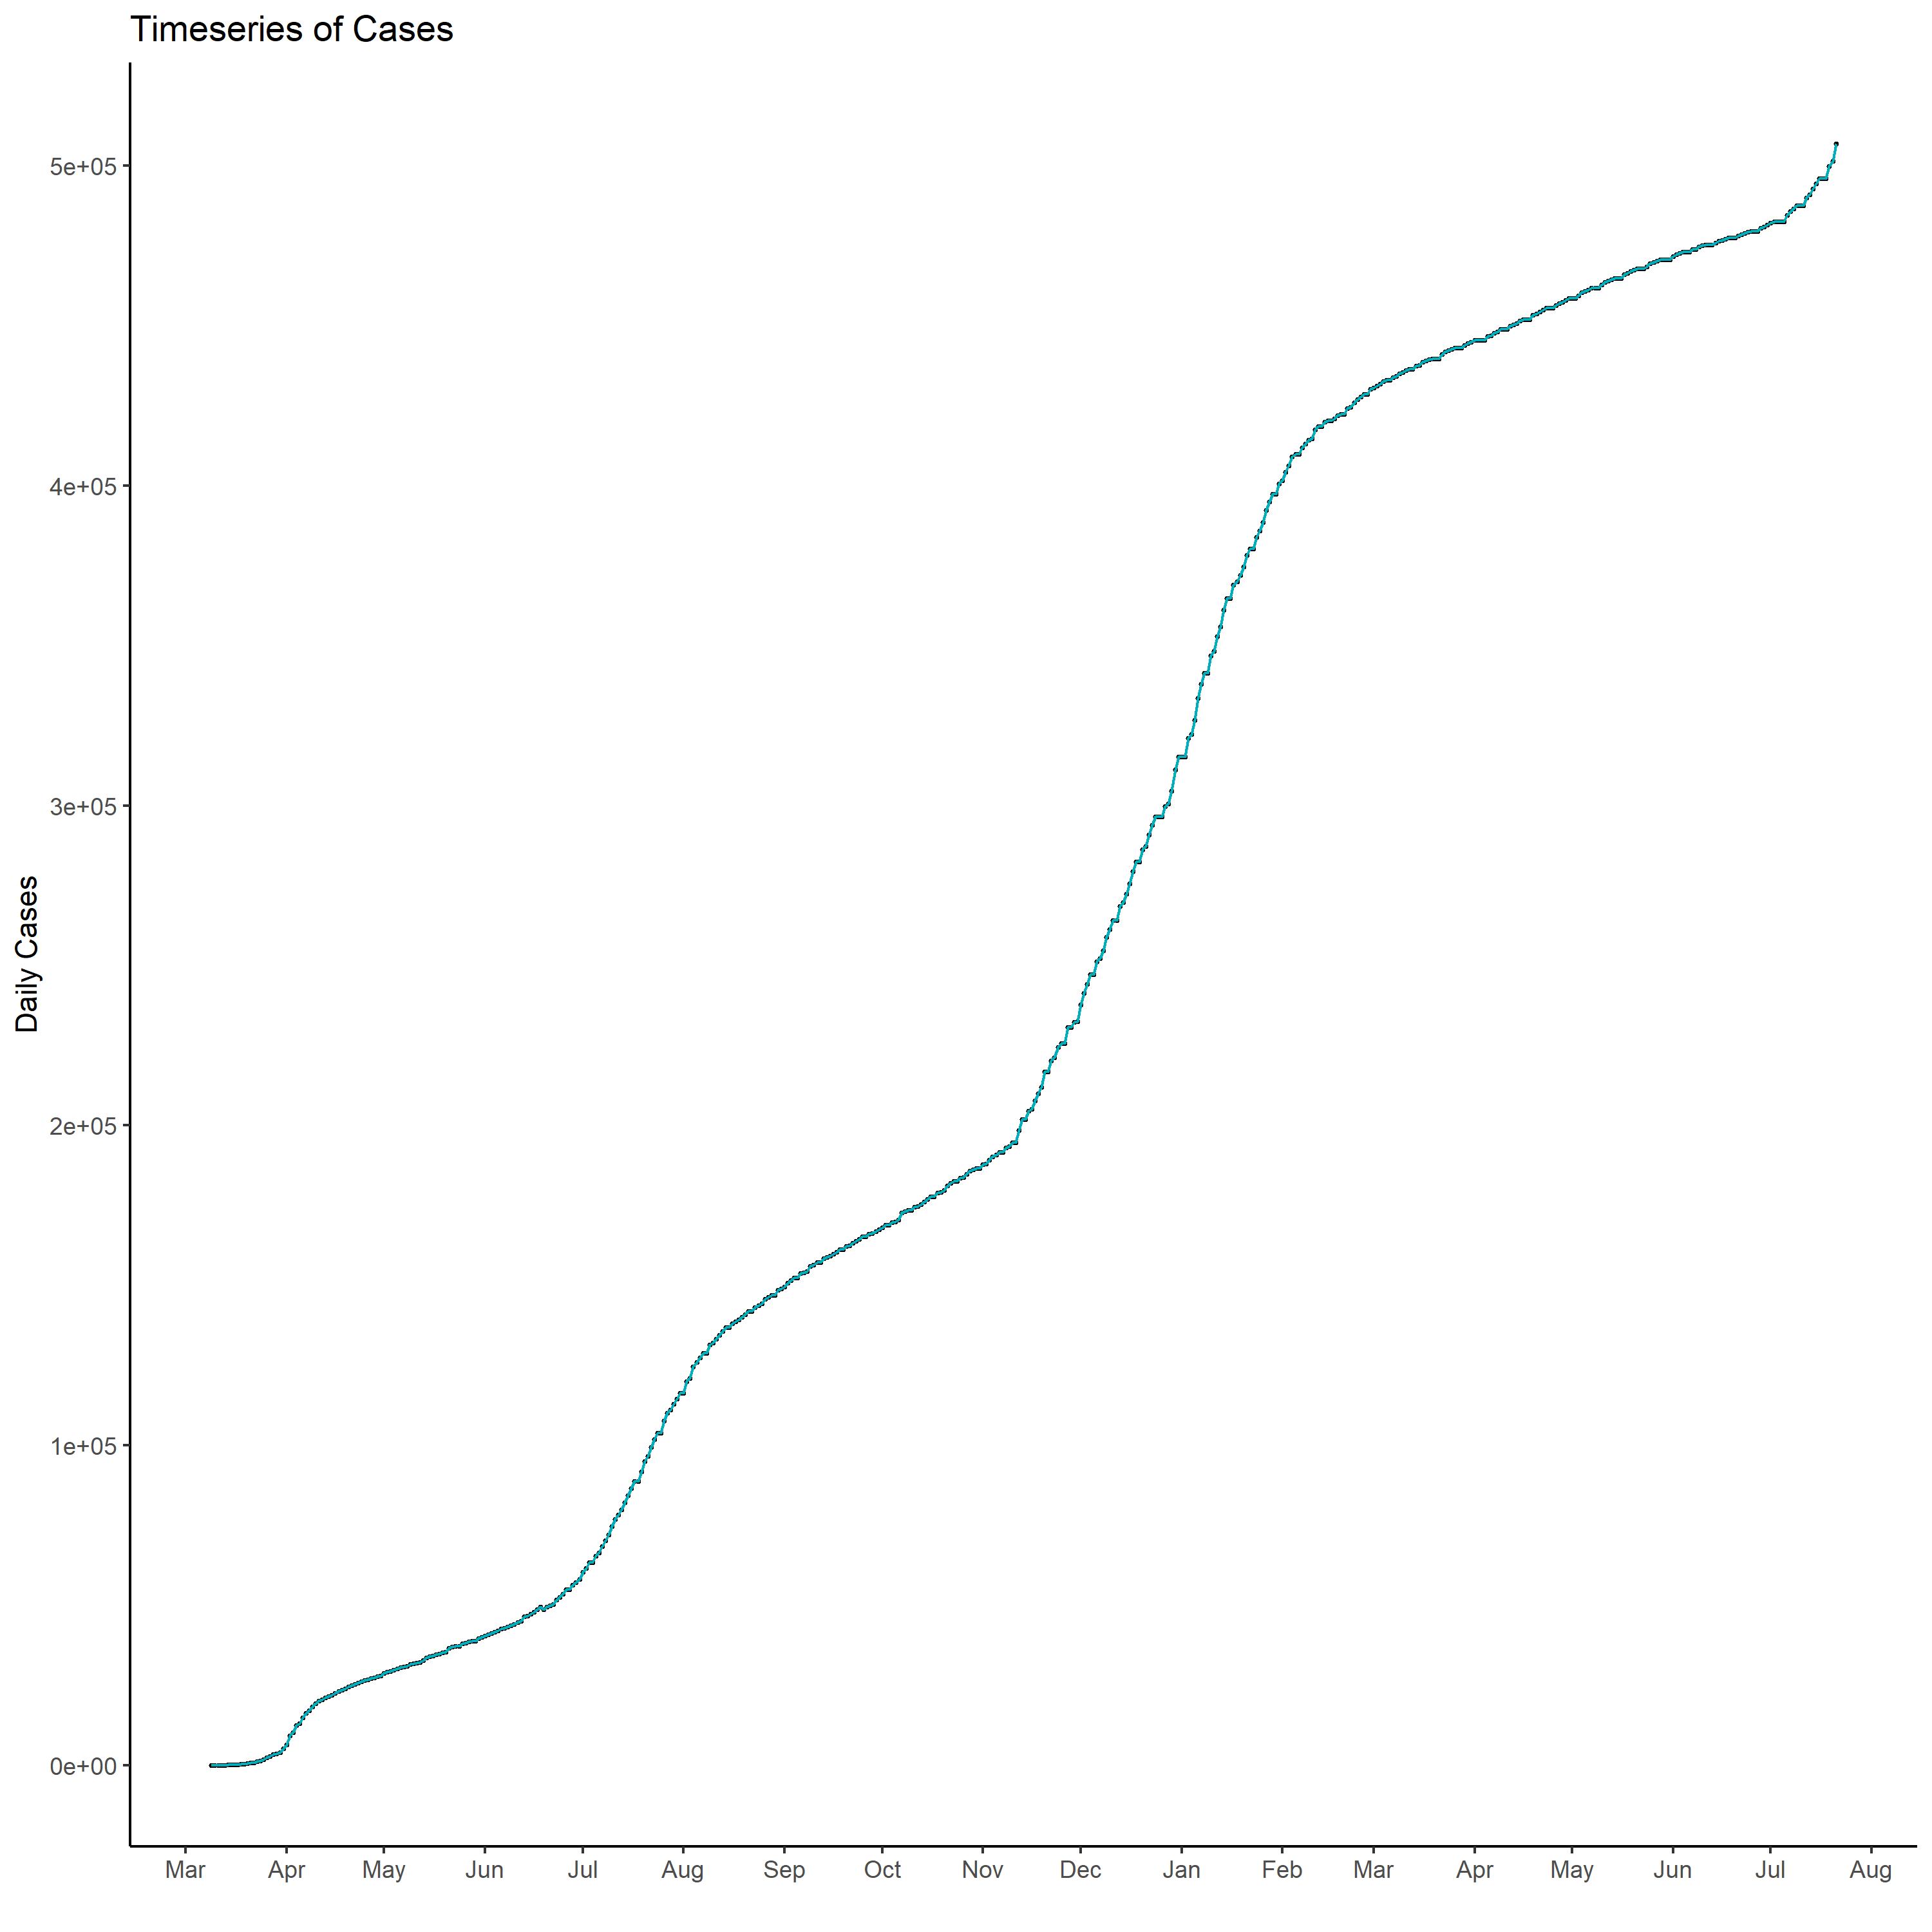 Timeseries of Cases
Daily Cases
5e+05
4e+05
3e+05
2e+05
1e+05
0e+00
Mar Apr May Jun Jul Aug Sep Oct Nov Dec Jan Feb Mar Apr May Jun Jul Aug